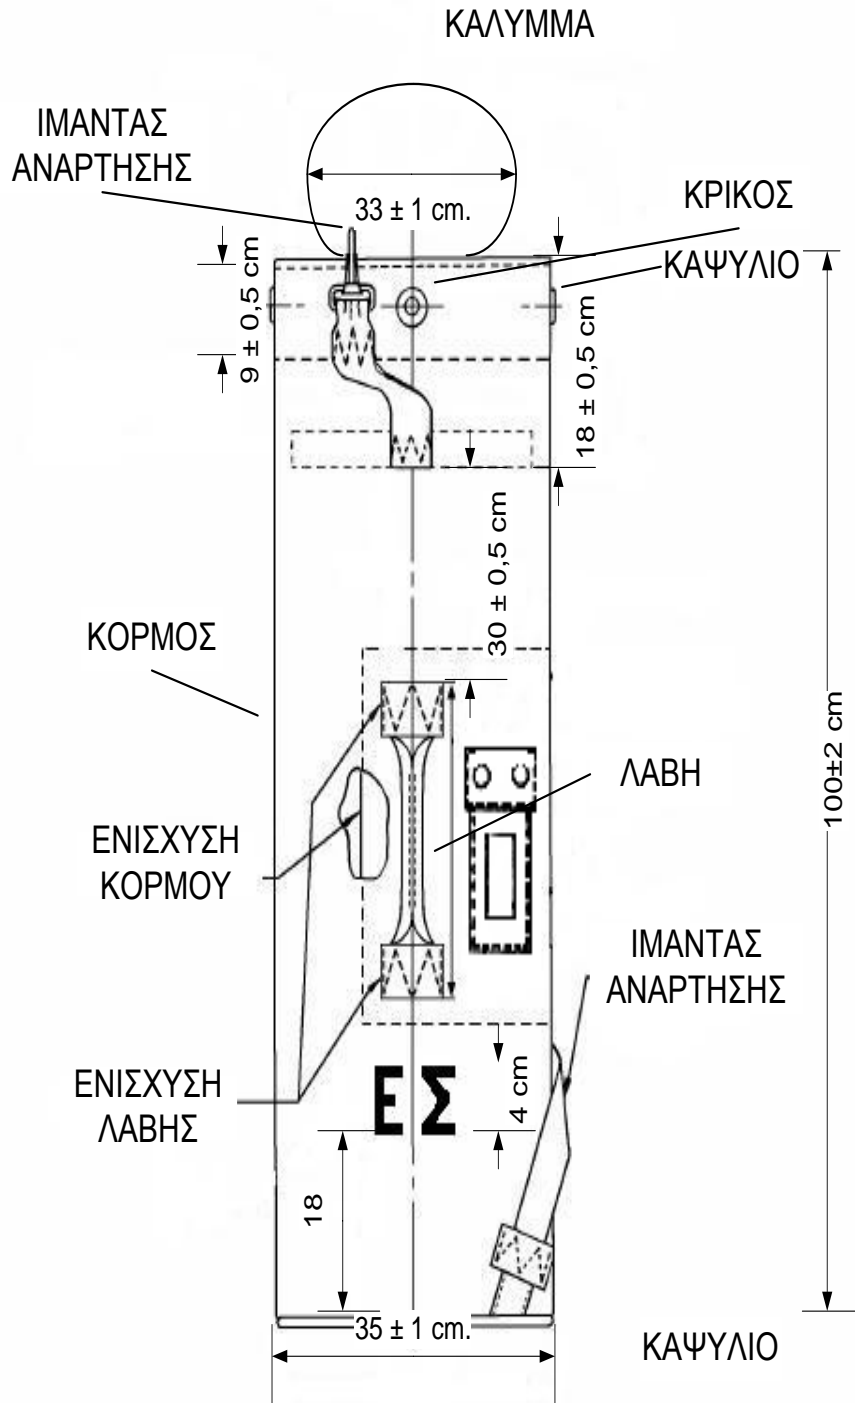 ΚΑΛΥΜΜΑ
ΙΜΑΝΤΑΣ
ΑΝΑΡΤΗΣΗΣ
33 ± 1 cm.
ΚΡΙΚΟΣ
ΚΑΨΥΛΙΟ
9 ± 0,5 cm
18 ± 0,5 cm
30 ± 0,5 cm
ΚΟΡΜΟΣ
100±2 cm
ΛΑΒΗ
ΕΝΙΣΧΥΣΗ
ΚΟΡΜΟΥ
ΙΜΑΝΤΑΣ
ΑΝΑΡΤΗΣΗΣ
ΕΝΙΣΧΥΣΗ
ΛΑΒΗΣ
ΕΣ
4 cm
18
35 ± 1 cm.
ΚΑΨΥΛΙΟ